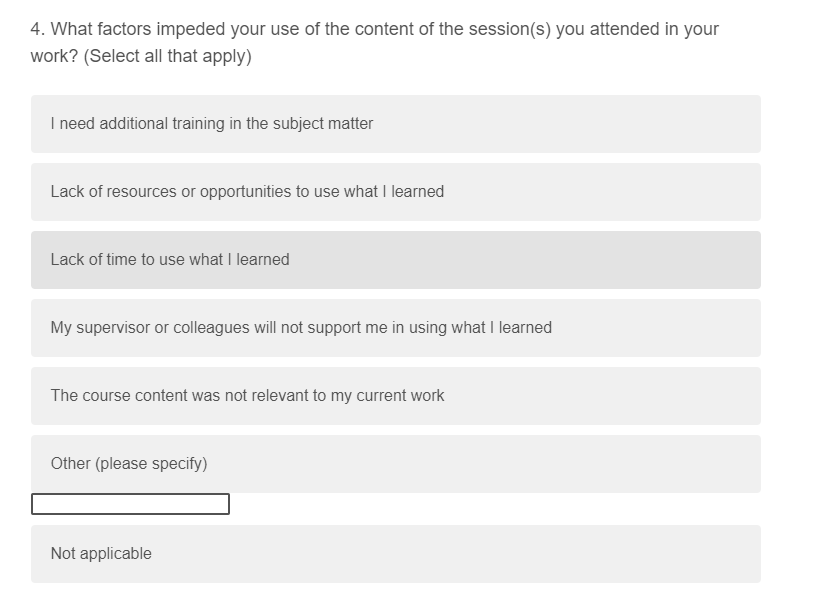 4. What factors impeded your use of the content of the session(s) you attended in your
work? (Select all that apply)
I need additional training in the subject matter
Lack of resources or opportunities to use what I learned
Lack of time to use what I learned
My supervisor or colleagues will not support me in using what I learned
The course content was not relevant to my current work
Other (please specify)
Not applicable